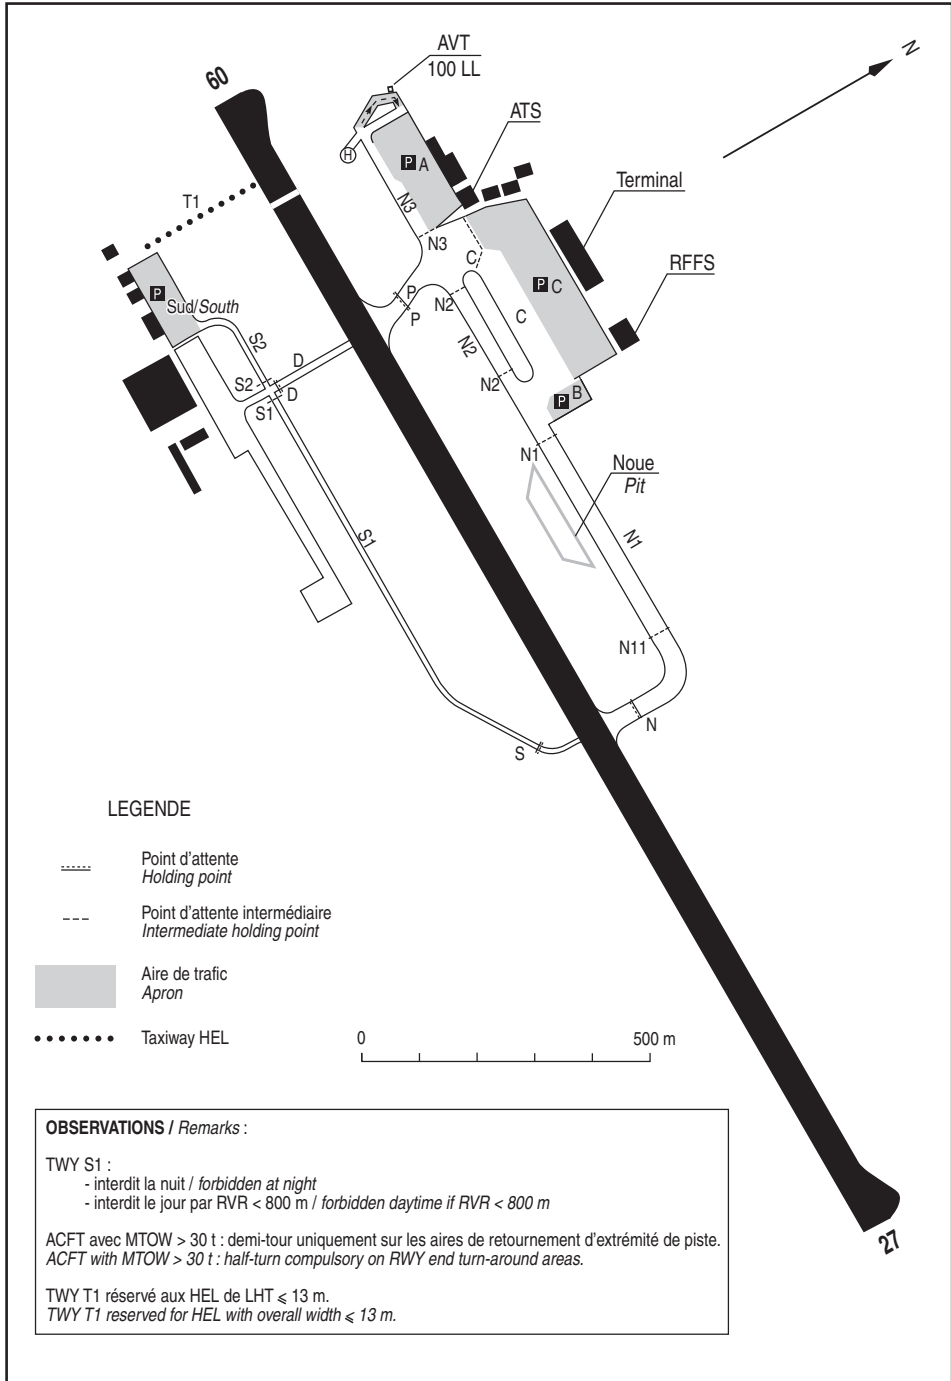 AVT
100 LL
60
N
ATS
H
P A
Terminal
T1
N3
N3
RFFS
C
P C
P
Sud/South
P
P
N2
C
S2
N2
D
S2
D
N2
P B
S1
N1
Noue
Pit
S1
N1
N11
N
S
LEGENDE
Point d'attente
Holding point
Point d'attente intermédiaire
Intermediate holding point
Aire de trafic
Apron
Taxiway HEL
0 500 m
27
OBSERVATIONS / Remarks :
TWY S1 :
- interdit la nuit / forbidden at night
- interdit le jour par RVR < 800 m / forbidden daytime if RVR < 800 m
ACFT avec MTOW > 30 t : demi-tour uniquement sur les aires de retournement d'extrémité de piste.
ACFT with MTOW > 30 t : half-turn compulsory on RWY end turn-around areas.
TWY T1 réservé aux HEL de LHT ⩽ 13 m.
TWY T1 reserved for HEL with overall width ⩽ 13 m.